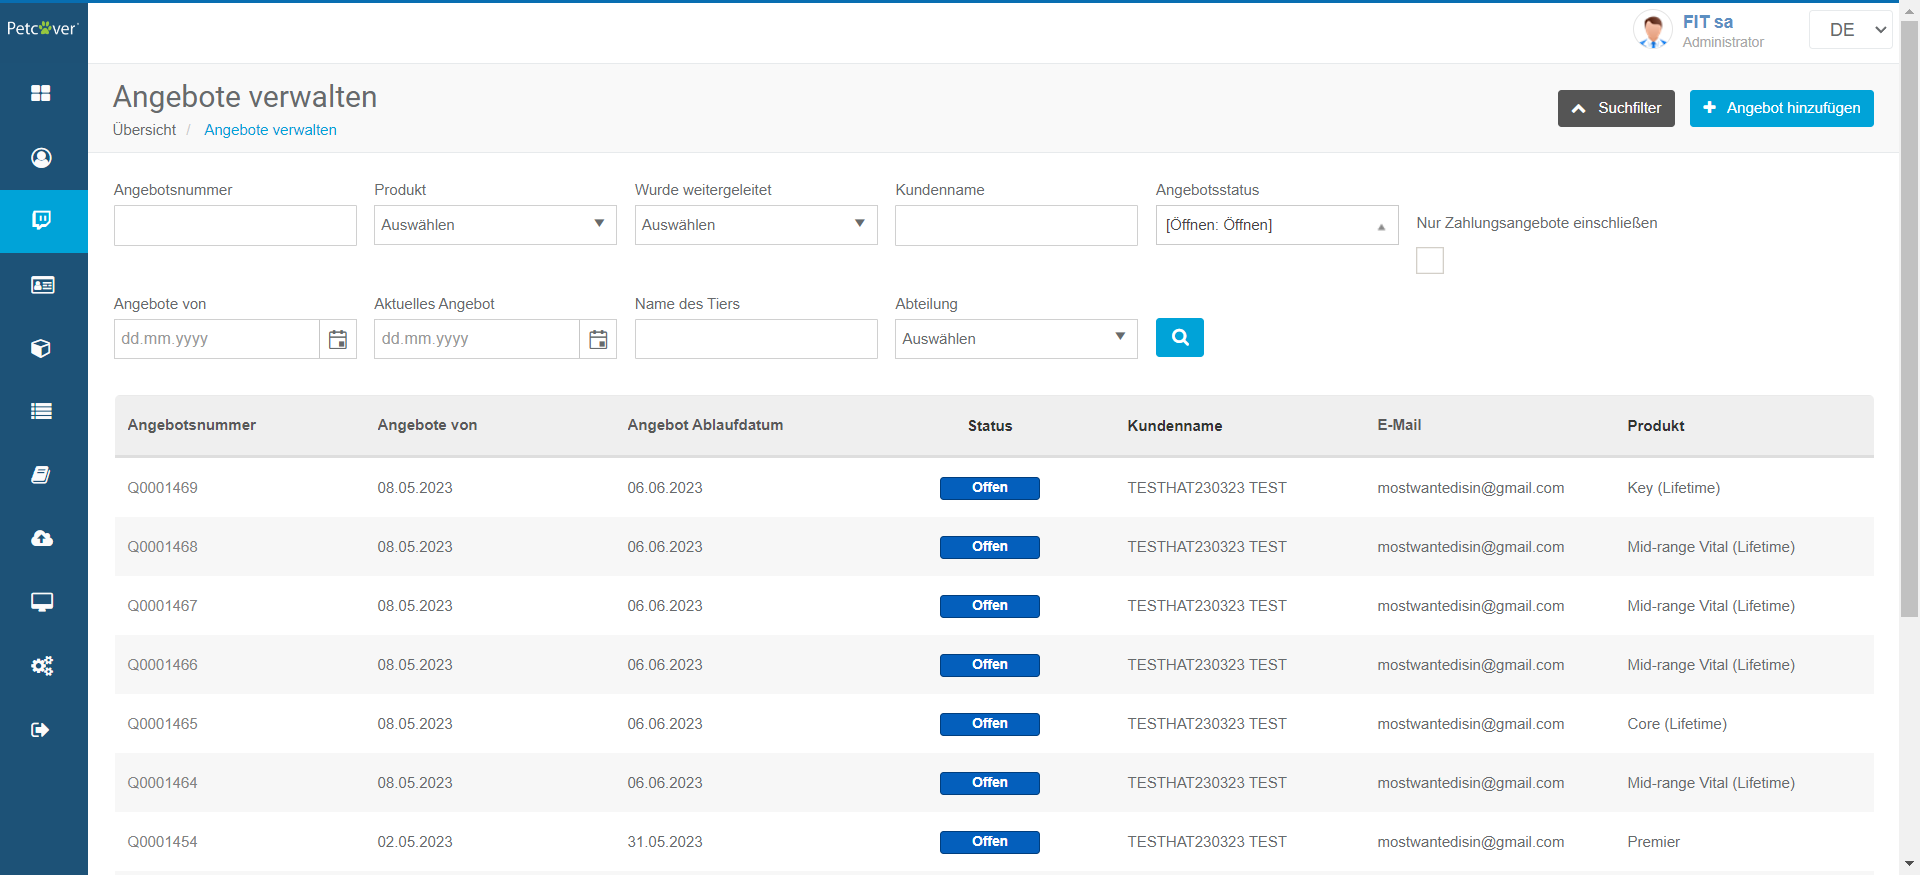 Petcover
FIT sa
Administrator
DE
Angebote verwalten
Übersicht / Angebote verwalten
Suchfilter
Angebot hinzufügen
Angebotsnummer Produkt Wurde weitergeleitet Kundenname Angebotsstatus
Auswählen Auswählen [Öffnen: Öffnen]
Nur Zahlungsangebote einschließen
Angebote von Aktuelles Angebot Name des Tiers Abteilung
dd.mm.yyyy dd.mm.yyyy Auswählen
Angebotsnummer Angebote von Angebot Ablaufdatum Status Kundenname E-Mail Produkt
Q0001469 08.05.2023 06.06.2023 Offen TESTHAT230323 TEST mostwantedisin@gmail.com Key (Lifetime)
Q0001468 08.05.2023 06.06.2023 Offen TESTHAT230323 TEST mostwantedisin@gmail.com Mid-range Vital (Lifetime)
Q0001467 08.05.2023 06.06.2023 Offen TESTHAT230323 TEST mostwantedisin@gmail.com Mid-range Vital (Lifetime)
Q0001466 08.05.2023 06.06.2023 Offen TESTHAT230323 TEST mostwantedisin@gmail.com Mid-range Vital (Lifetime)
Q0001465 08.05.2023 06.06.2023 Offen TESTHAT230323 TEST mostwantedisin@gmail.com Core (Lifetime)
Q0001464 08.05.2023 06.06.2023 Offen TESTHAT230323 TEST mostwantedisin@gmail.com Mid-range Vital (Lifetime)
Q0001454 02.05.2023 31.05.2023 Offen TESTHAT230323 TEST mostwantedisin@gmail.com Premier